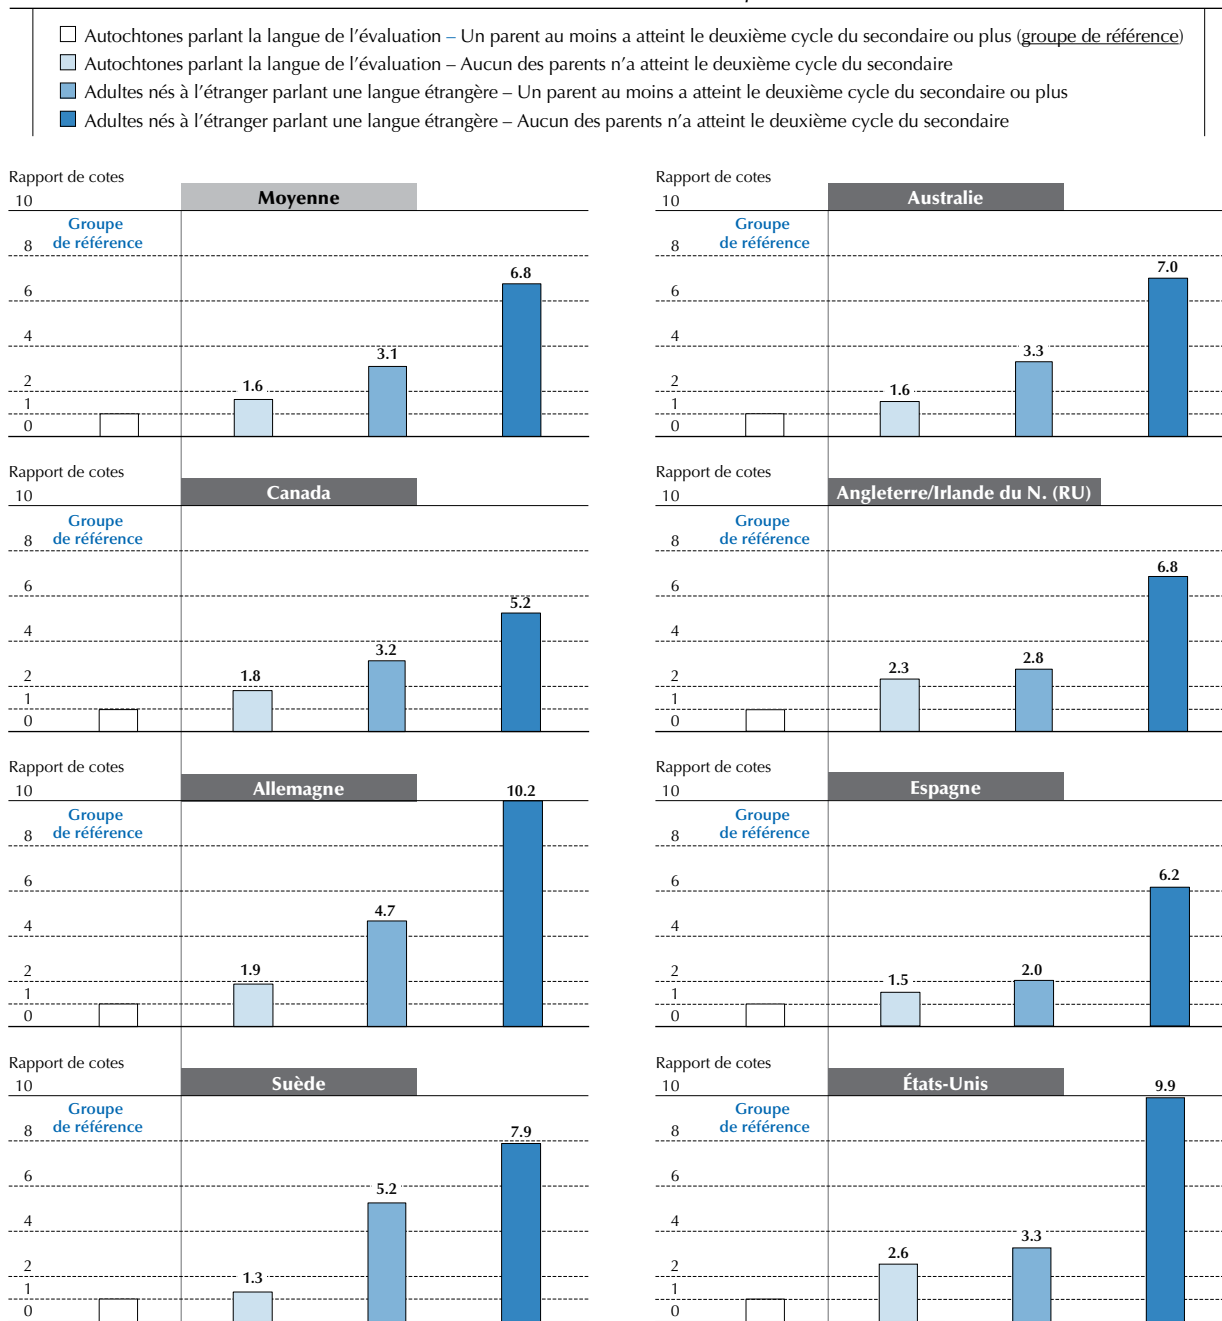 Autochtones parlant la langue de l’évaluation – Un parent au moins a atteint le deuxième cycle du secondaire ou plus (groupe de référence)
Autochtones parlant la langue de l’évaluation – Aucun des parents n’a atteint le deuxième cycle du secondaire
Adultes nés à l’étranger parlant une langue étrangère – Un parent au moins a atteint le deuxième cycle du secondaire ou plus
Adultes nés à l’étranger parlant une langue étrangère – Aucun des parents n’a atteint le deuxième cycle du secondaire
Rapport de cotes
Moyenne
10
Groupe
de référence
8
6
4
2
1
0
1.6
3.1
6.8
Rapport de cotes
Australie
10
Groupe
de référence
8
6
4
2
1
0
1.6
3.3
7.0
Rapport de cotes
Canada
10
Groupe
de référence
8
6
4
2
1
0
1.8
3.2
5.2
Rapport de cotes
Angleterre/Irlande du N. (RU)
10
Groupe
de référence
8
6
4
2
1
0
2.3
2.8
6.8
Rapport de cotes
Allemagne
10
Groupe
de référence
8
6
4
2
1
0
1.9
4.7
10.2
Rapport de cotes
Espagne
10
Groupe
de référence
8
6
4
2
1
0
1.5
2.0
6.2
Rapport de cotes
Suède
10
Groupe
de référence
8
6
4
2
1
0
1.3
5.2
7.9
Rapport de cotes
États-Unis
10
Groupe
de référence
8
6
4
2
1
0
2.6
3.3
9.9